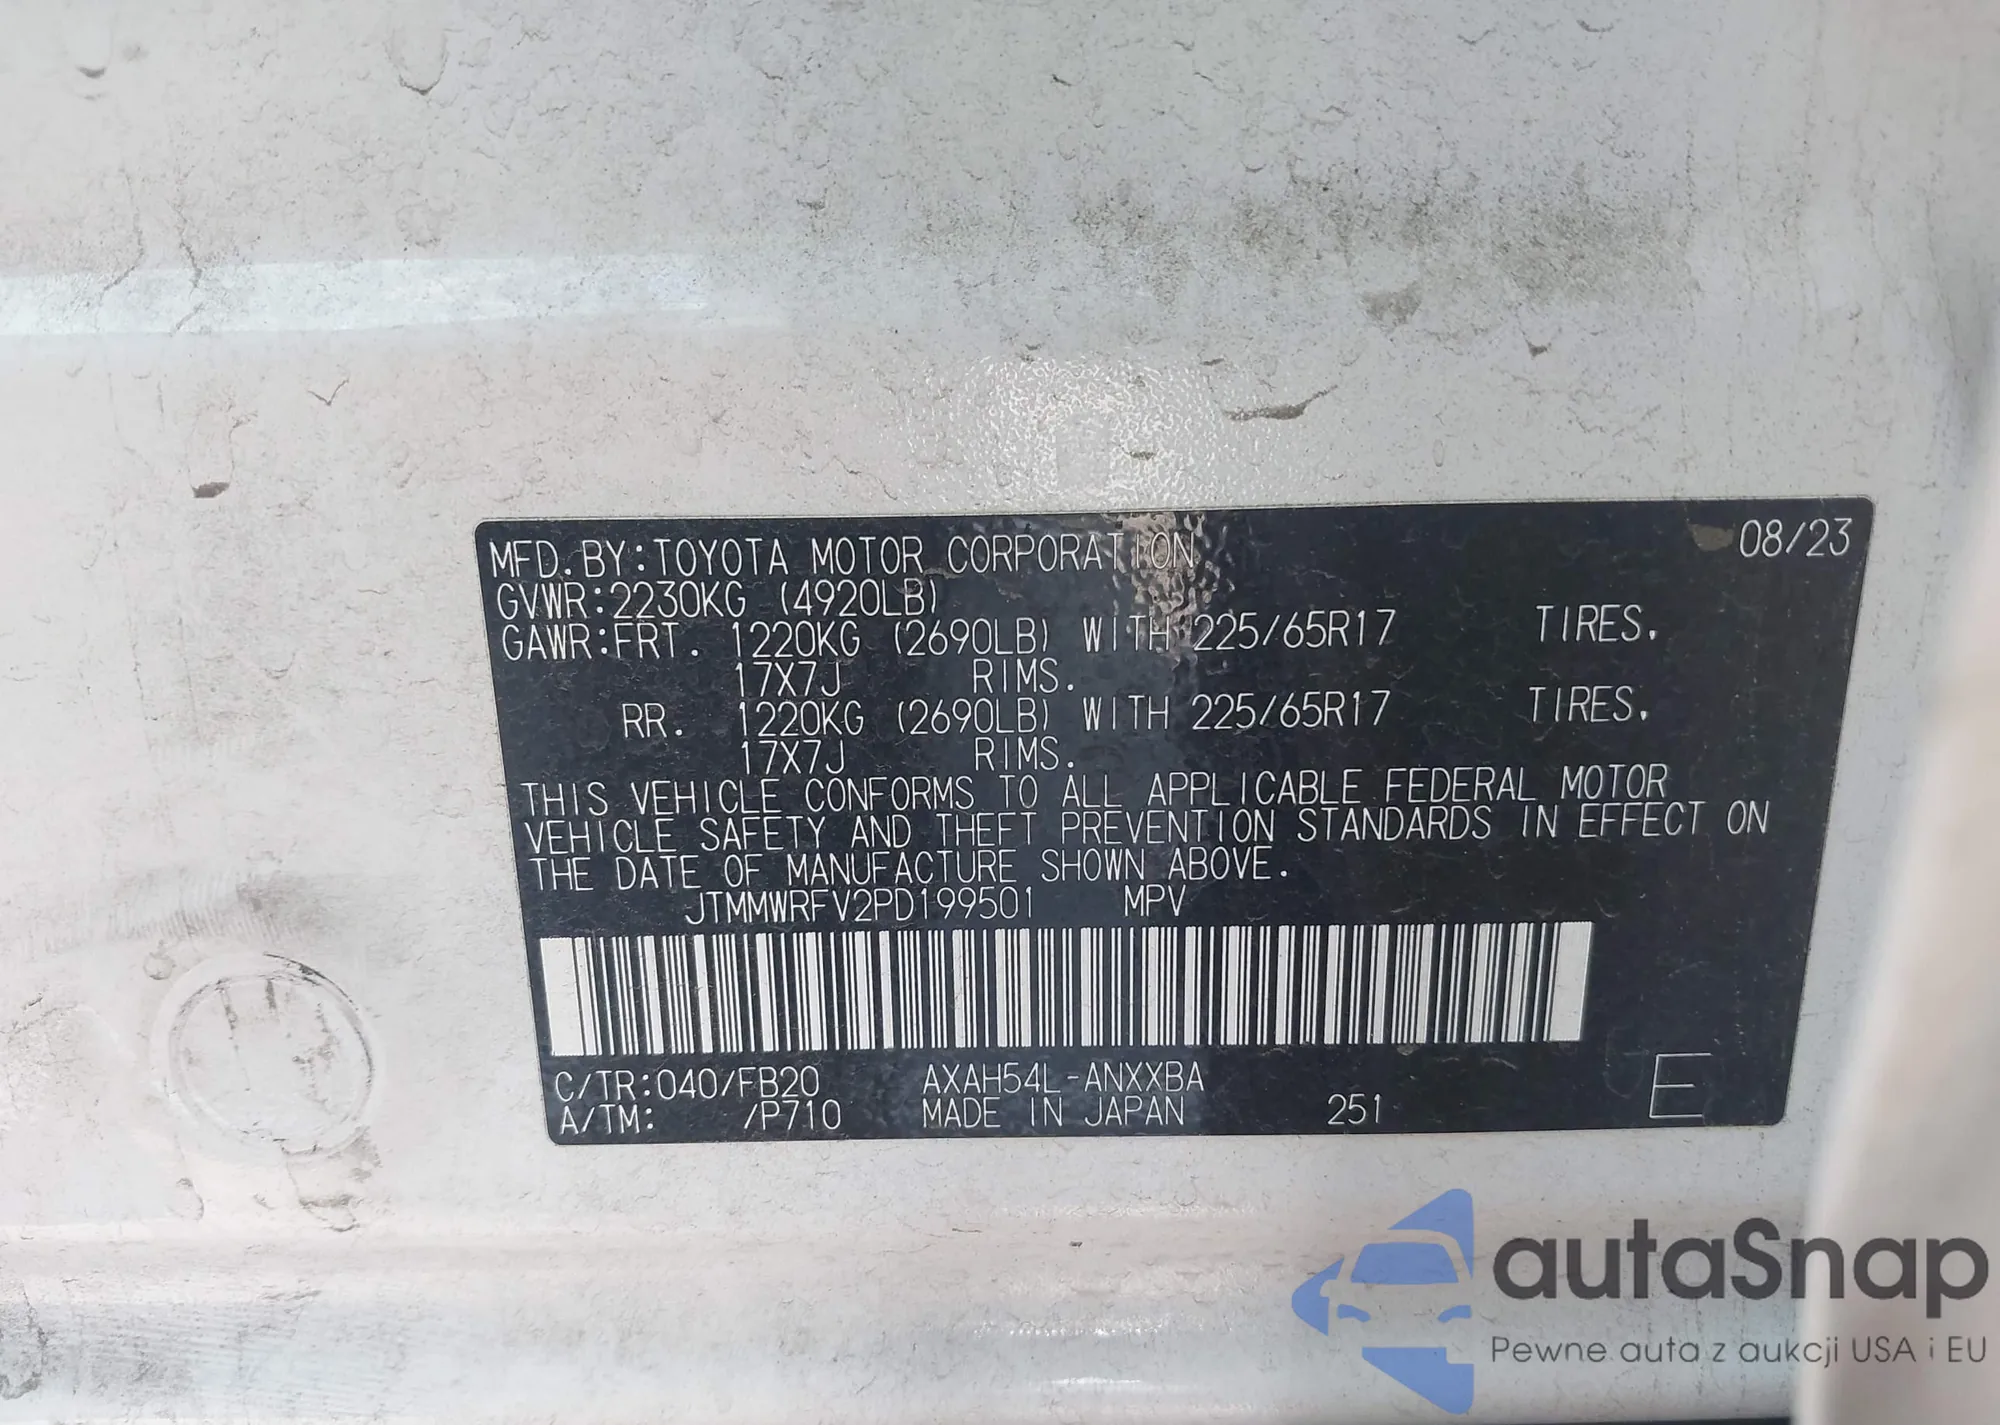 MFD. BY:TOYOTA MOTOR CORPORATION 08/23
GVWR:2230KG (4920LB)
GAWR:FRT. 1220KG (2690LB) WITH 225/65R17 TIRES,
17X7J RIMS.
RR. 1220KG (2690LB) WITH 225/65R17 TIRES,
17X7J RIMS.
THIS VEHICLE CONFORMS TO ALL APPLICABLE FEDERAL MOTOR
VEHICLE SAFETY AND THEFT PREVENTION STANDARDS IN EFFECT ON
THE DATE OF MANUFACTURE SHOWN ABOVE.
JTMMWRFV2PD199501 MPV
C/TR:040/FB20 AXAH54L-ANXXBA
A/TM: /P710 MADE IN JAPAN 251 E
autaSnap
Pewne auta z aukcji USA i EU